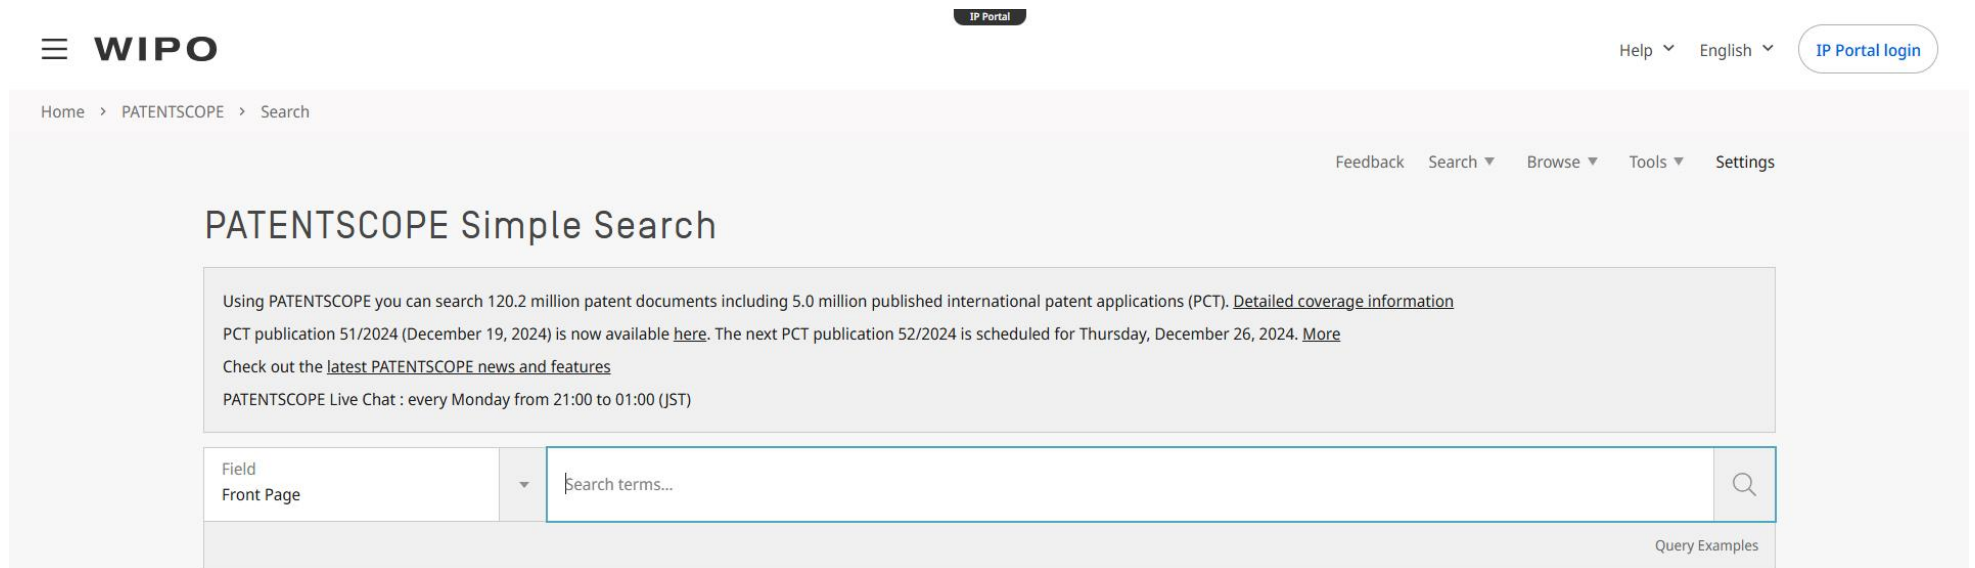 IP Portal
WIPO
Help English IP Portal login
Home > PATENTSCOPE > Search
Feedback Search Browse Tools Settings
PATENTSCOPE Simple Search
Using PATENTSCOPE you can search 120.2 million patent documents including 5.0 million published international patent applications (PCT). Detailed coverage information
PCT publication 51/2024 (December 19, 2024) is now available here. The next PCT publication 52/2024 is scheduled for Thursday, December 26, 2024. More
Check out the latest PATENTSCOPE news and features
PATENTSCOPE Live Chat : every Monday from 21:00 to 01:00 (JST)
Field
Front Page
Search terms...
Query Examples